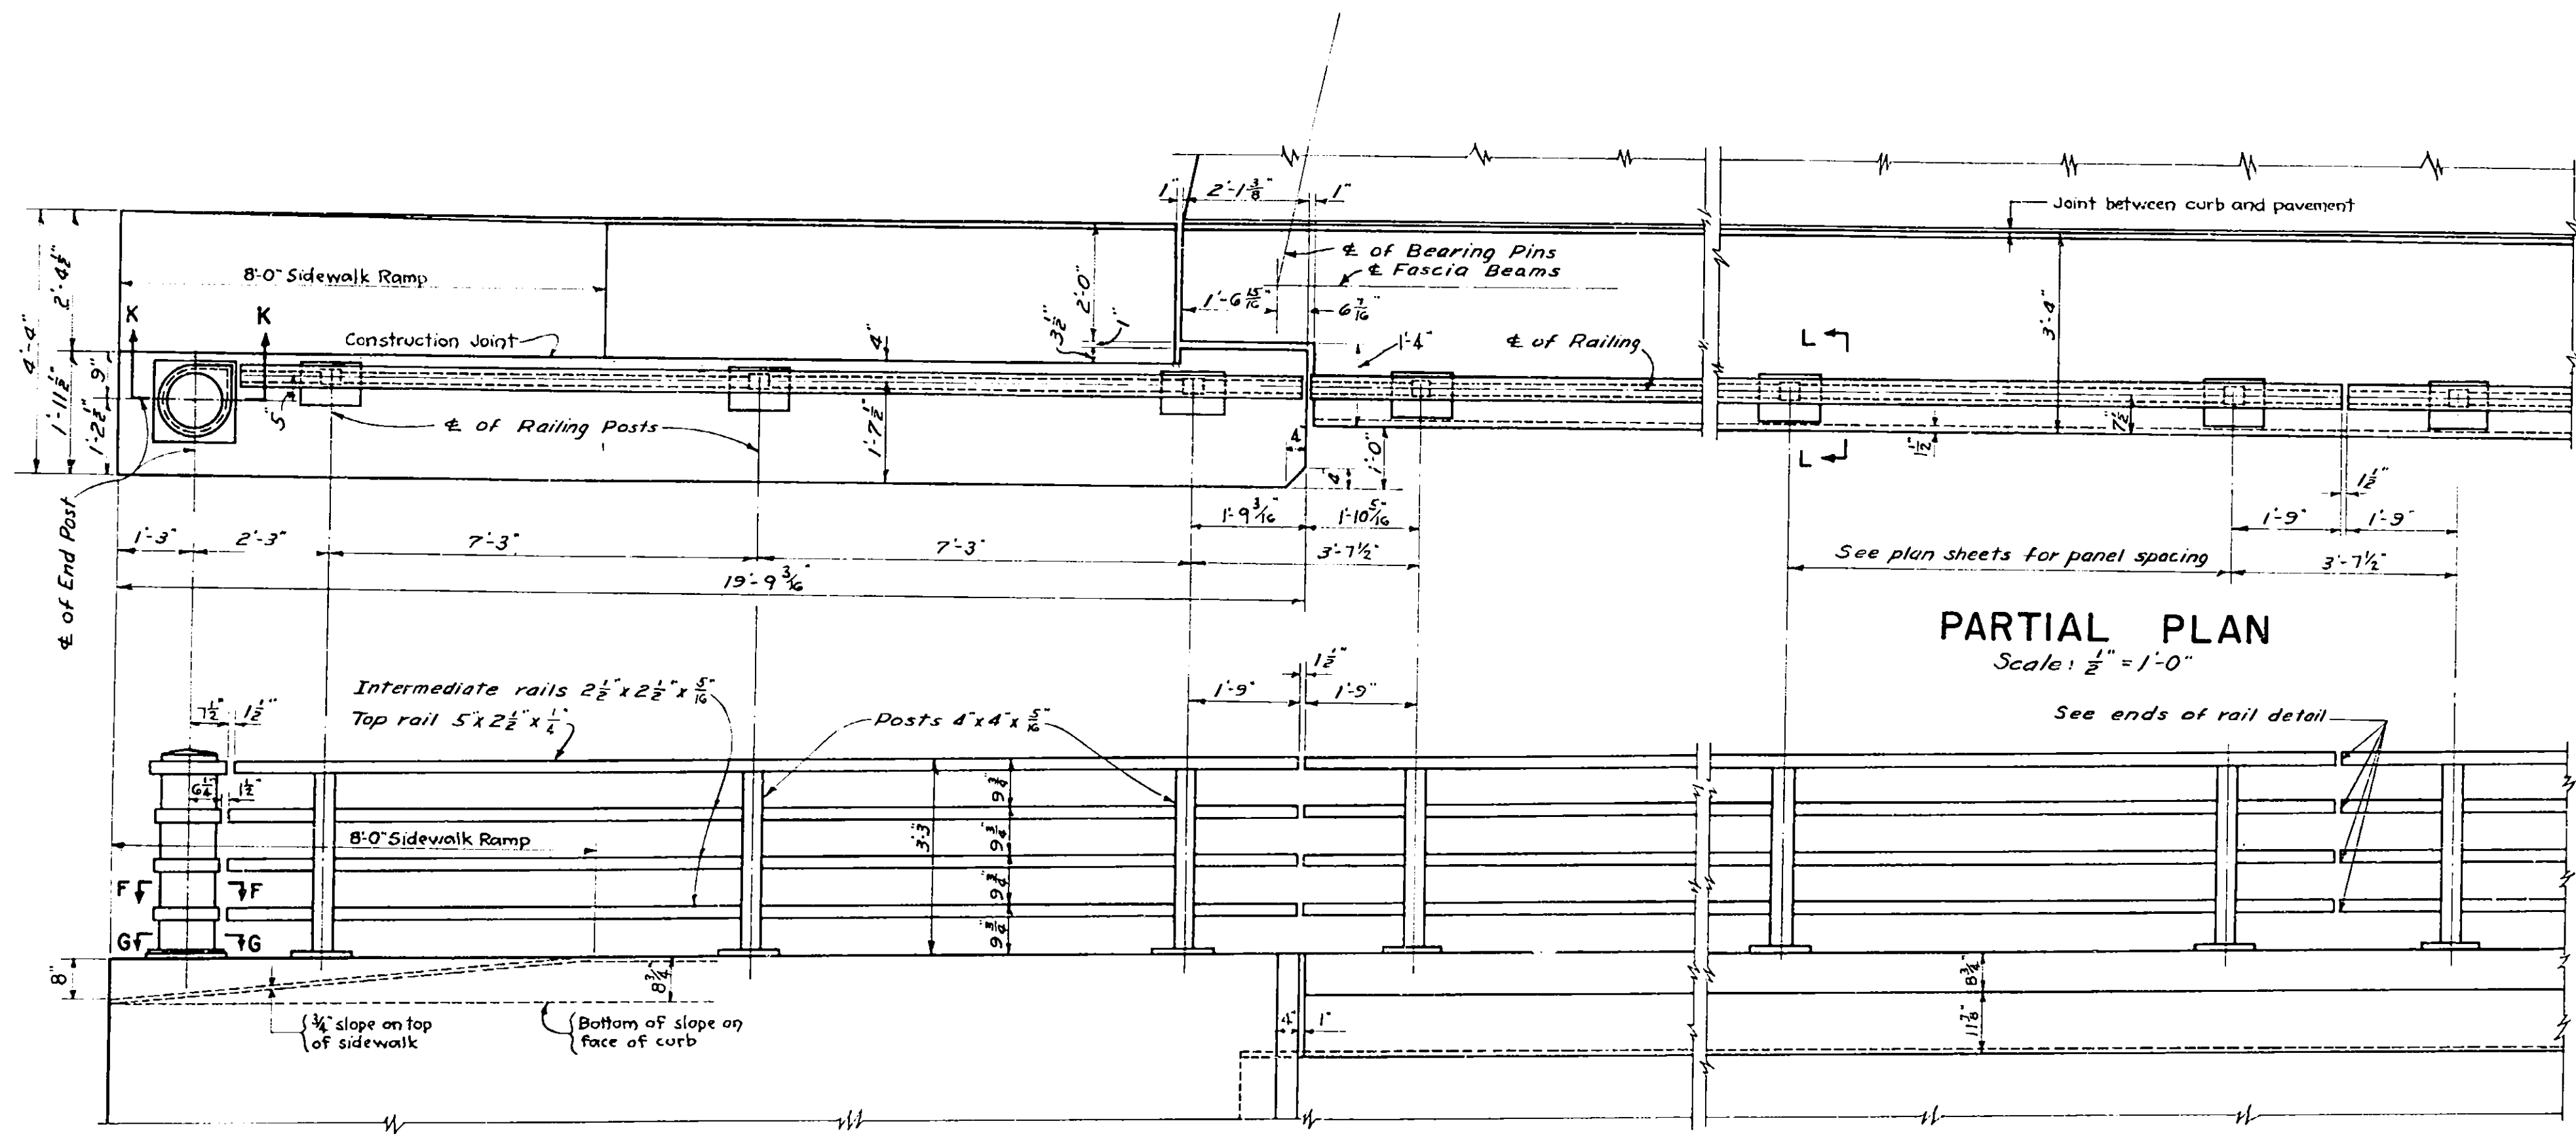 1"
2'-1 3/8"
1"
Joint between curb and pavement
℄ of Bearing Pins
℄ Fascia Beams
8'-0" Sidewalk Ramp
2'-4 1/2"
4'-4"
1'-11 1/2"
9"
1'-2 1/2"
K
K
Construction Joint
2'-0"
3 1/2"
1"
1'-6 15/16"
6 7/16"
3'-4"
4"
1'-4"
℄ of Railing
L
5"
℄ of Railing Posts
1'-7 1/2"
4
4
1'-0"
L
1 1/2"
7 1/2"
1 1/2"
℄ of End Post
1'-3"
2'-3"
7'-3"
7'-3"
1'-9 3/16"
1'-10 5/16"
3'-7 1/2"
19'-9 3/16"
1'-9"
1'-9"
See plan sheets for panel spacing
3'-7 1/2"
PARTIAL PLAN
Scale: 1/2" = 1'-0"
Intermediate rails 2 1/2" x 2 1/2" x 5/16"
Top rail 5" x 2 1/2" x 1/4"
Posts 4" x 4" x 5/16"
7 1/2"
1 1/2"
1'-9"
1 1/2"
1'-9"
See ends of rail detail
6 1/4"
1 1/2"
8'-0" Sidewalk Ramp
3'-3"
9 3/4"
9 3/4"
9 3/4"
9 3/4"
F
F
G
G
8"
8 3/4"
8 3/4"
11 7/8"
3/4" slope on top
of sidewalk
Bottom of slope on
face of curb
4"
1"